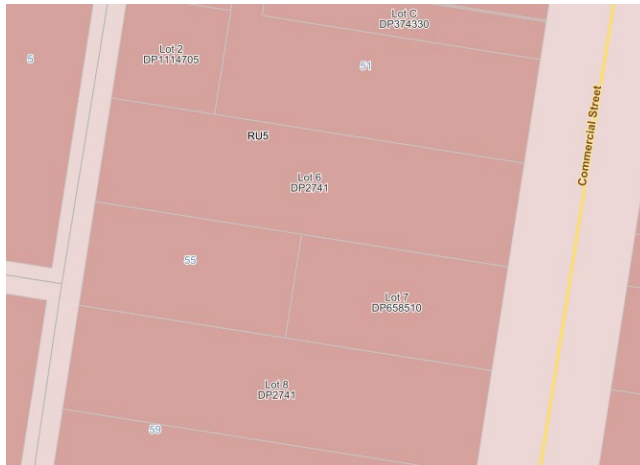 Lot C
DP374330
Lot 2
DP1114705
5
51
Commercial Street
RU5
Lot 6
DP2741
55
Lot 7
DP658510
Lot 8
DP2741
59